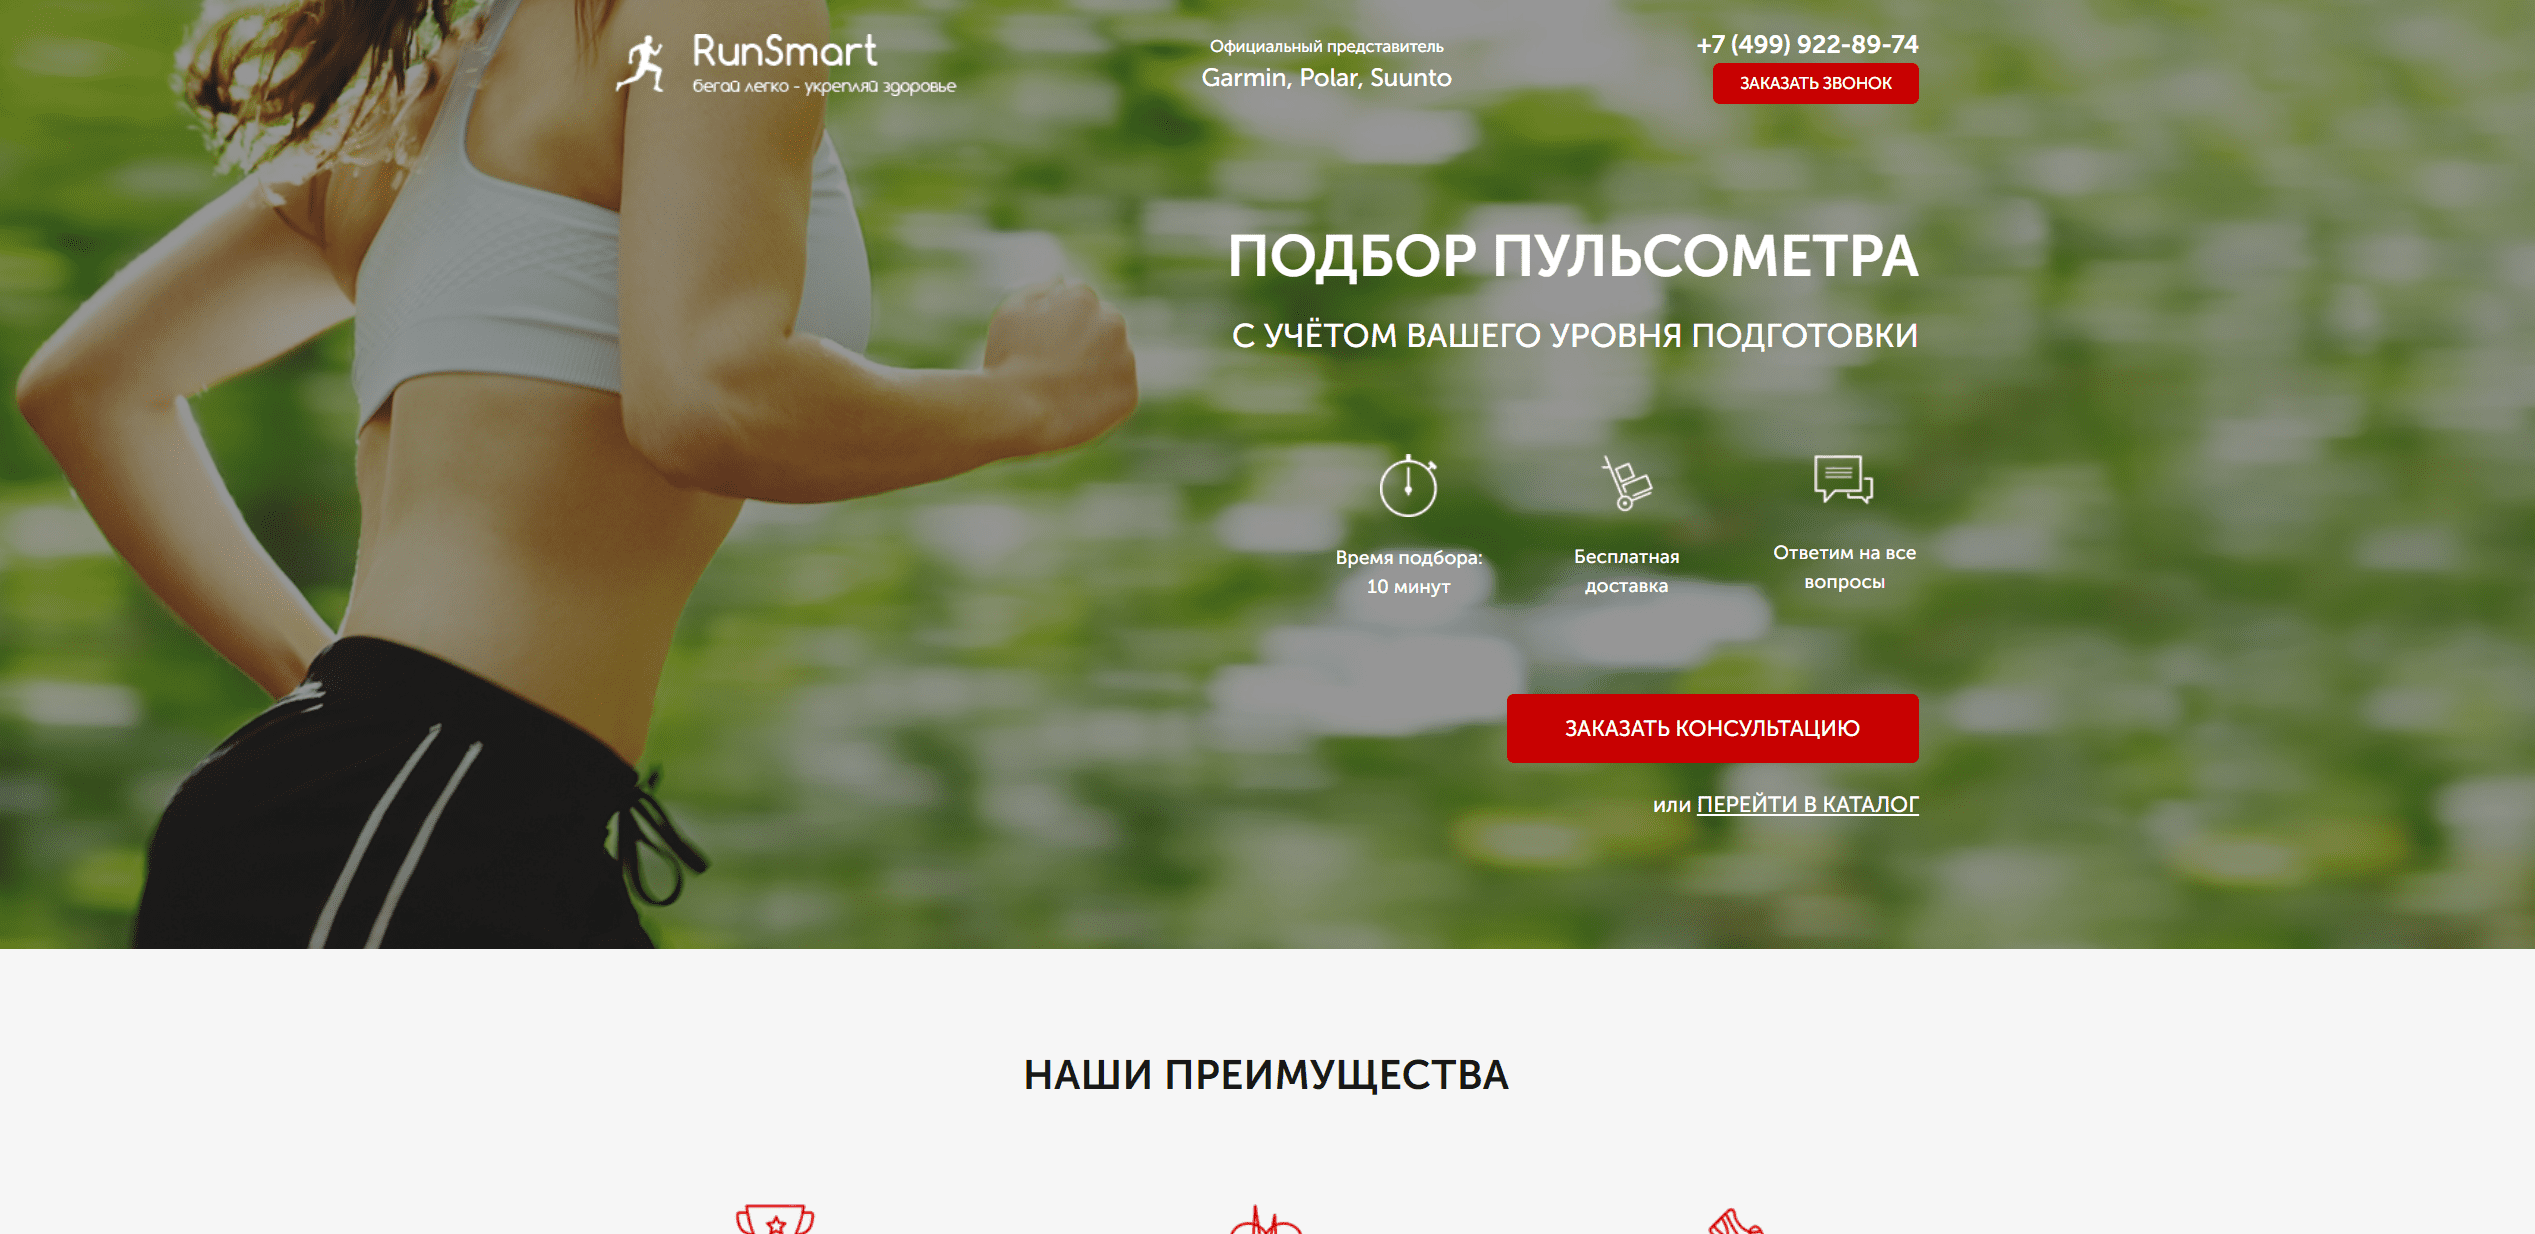 RunSmart
бегай легко - укрепляй здоровье
Официальный представитель
Garmin, Polar, Suunto
+7 (499) 922-89-74
ЗАКАЗАТЬ ЗВОНОК
ПОДБОР ПУЛЬСОМЕТРА
С УЧЁТОМ ВАШЕГО УРОВНЯ ПОДГОТОВКИ
Время подбора:
10 минут
Бесплатная
доставка
Ответим на все
вопросы
ЗАКАЗАТЬ КОНСУЛЬТАЦИЮ
или ПЕРЕЙТИ В КАТАЛОГ
НАШИ ПРЕИМУЩЕСТВА